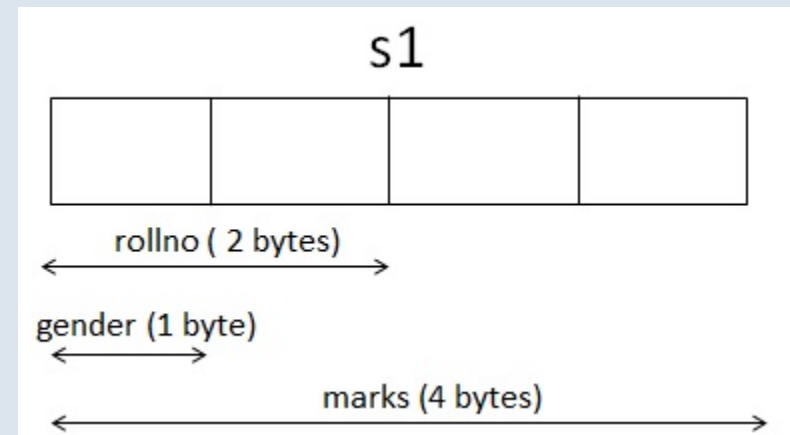 s1
rollno ( 2 bytes)
gender (1 byte)
marks (4 bytes)